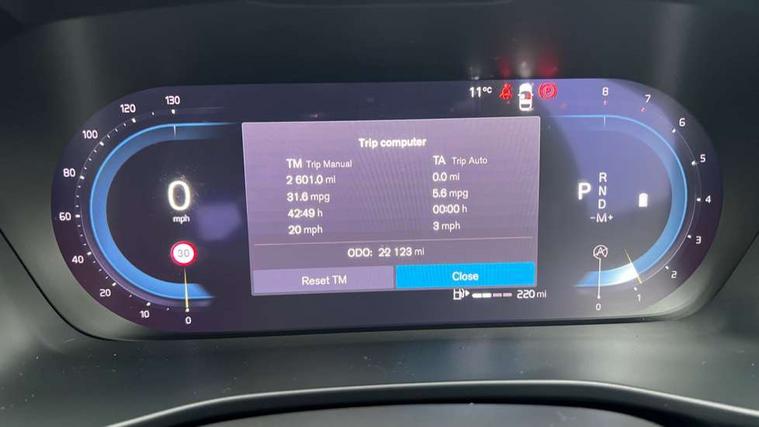 11°C
Trip computer
TM Trip Manual
2 601.0 mi
31.6 mpg
42:49 h
20 mph
TA Trip Auto
0.0 mi
5.6 mpg
00:00 h
3 mph
ODO: 22 123 mi
Reset TM
Close
220 mi
0
mph
30
0
10
20
40
60
80
100
120
130
P
R
N
D
-M+
A
P
0
1
2
3
4
5
6
7
8